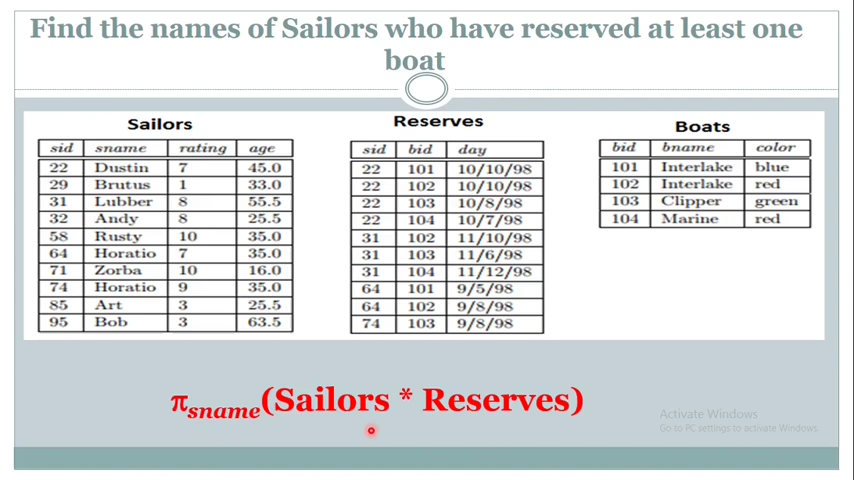 Find the names of Sailors who have reserved at least one
boat
Sailors
sid sname rating age
22 Dustin 7 45.0
29 Brutus 1 33.0
31 Lubber 8 55.5
32 Andy 8 25.5
58 Rusty 10 35.0
64 Horatio 7 35.0
71 Zorba 10 16.0
74 Horatio 9 35.0
85 Art 3 25.5
95 Bob 3 63.5
Reserves
sid bid day
22 101 10/10/98
22 102 10/10/98
22 103 10/8/98
22 104 10/7/98
31 102 11/10/98
31 103 11/6/98
31 104 11/12/98
64 101 9/5/98
64 102 9/8/98
74 103 9/8/98
Boats
bid bname color
101 Interlake blue
102 Interlake red
103 Clipper green
104 Marine red
πsname(Sailors * Reserves)
Activate Windows
Go to PC settings to activate Windows.